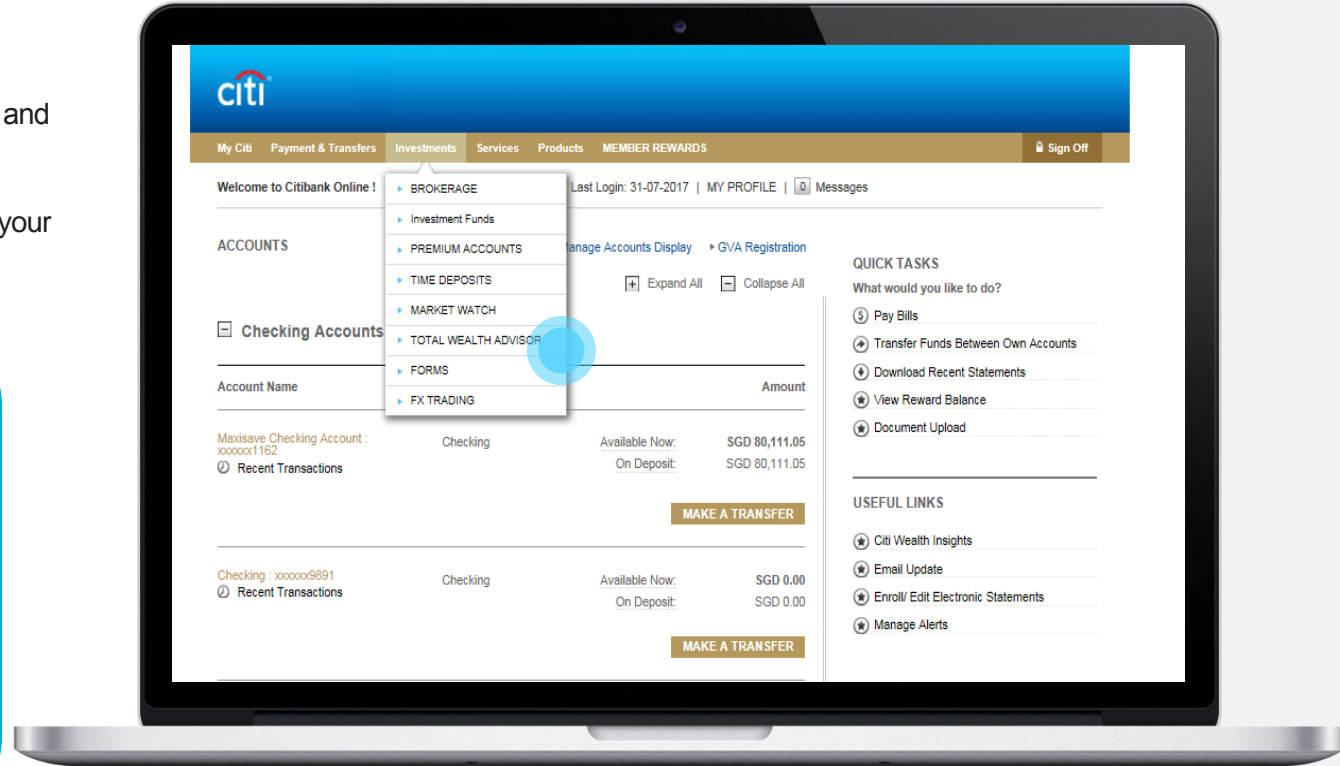 and
your
citi
My Citi Payment & Transfers Investments Services Products MEMBER REWARDS Sign Off
Welcome to Citibank Online ! Last Login: 31-07-2017 | MY PROFILE | 0 Messages
BROKERAGE
Investment Funds
PREMIUM ACCOUNTS
TIME DEPOSITS
MARKET WATCH
TOTAL WEALTH ADVISOR
FORMS
FX TRADING
ACCOUNTS
anage Accounts Display GVA Registration
+ Expand All - Collapse All
- Checking Accounts
Account Name Amount
Maxisave Checking Account :
xxxxxx1162
Recent Transactions
Checking
Available Now: SGD 80,111.05
On Deposit: SGD 80,111.05
MAKE A TRANSFER
Checking : xxxxxx9891
Recent Transactions
Checking
Available Now: SGD 0.00
On Deposit: SGD 0.00
MAKE A TRANSFER
QUICK TASKS
What would you like to do?
Pay Bills
Transfer Funds Between Own Accounts
Download Recent Statements
View Reward Balance
Document Upload
USEFUL LINKS
Citi Wealth Insights
Email Update
Enroll/ Edit Electronic Statements
Manage Alerts